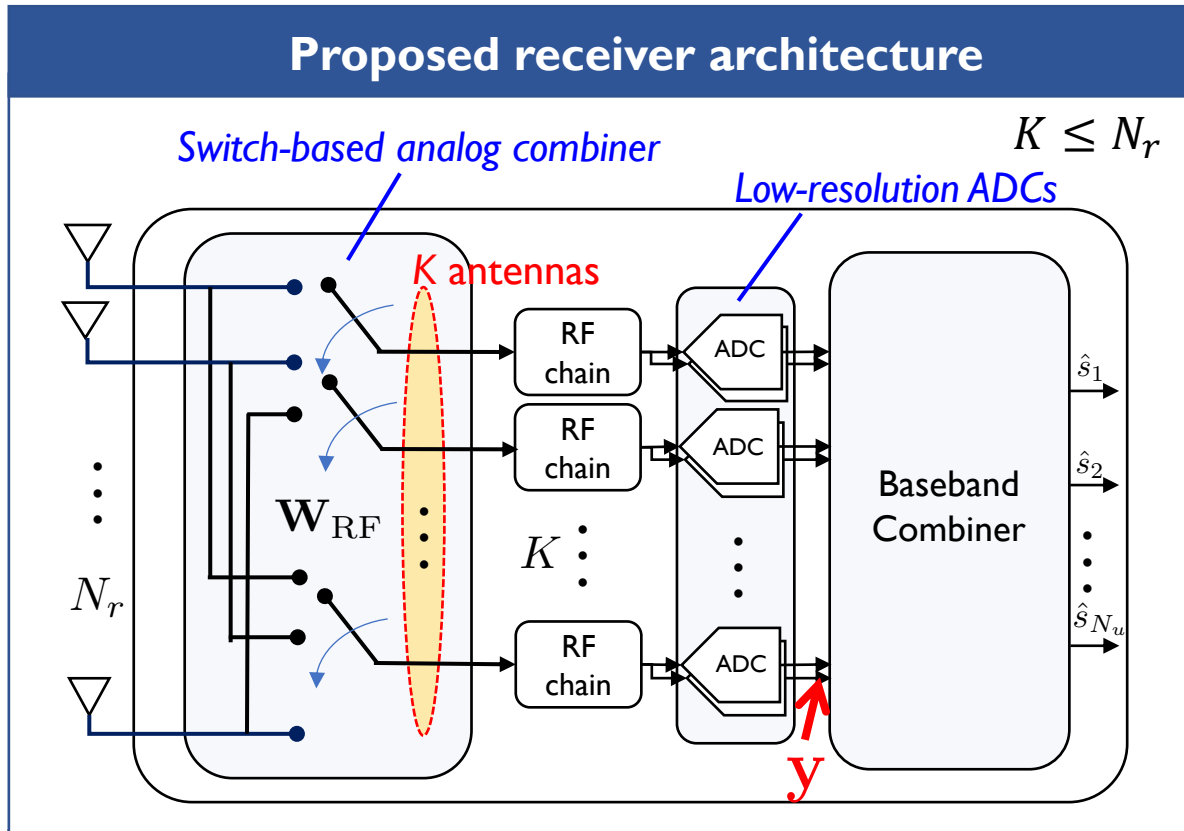 Proposed receiver architecture
K ≤ N_r
Switch-based analog combiner
Low-resolution ADCs
K antennas
RF
chain
ADC
RF
chain
ADC
RF
chain
ADC
W_RF
K
N_r
Baseband
Combiner
ŝ_1
ŝ_2
ŝ_{N_u}
y